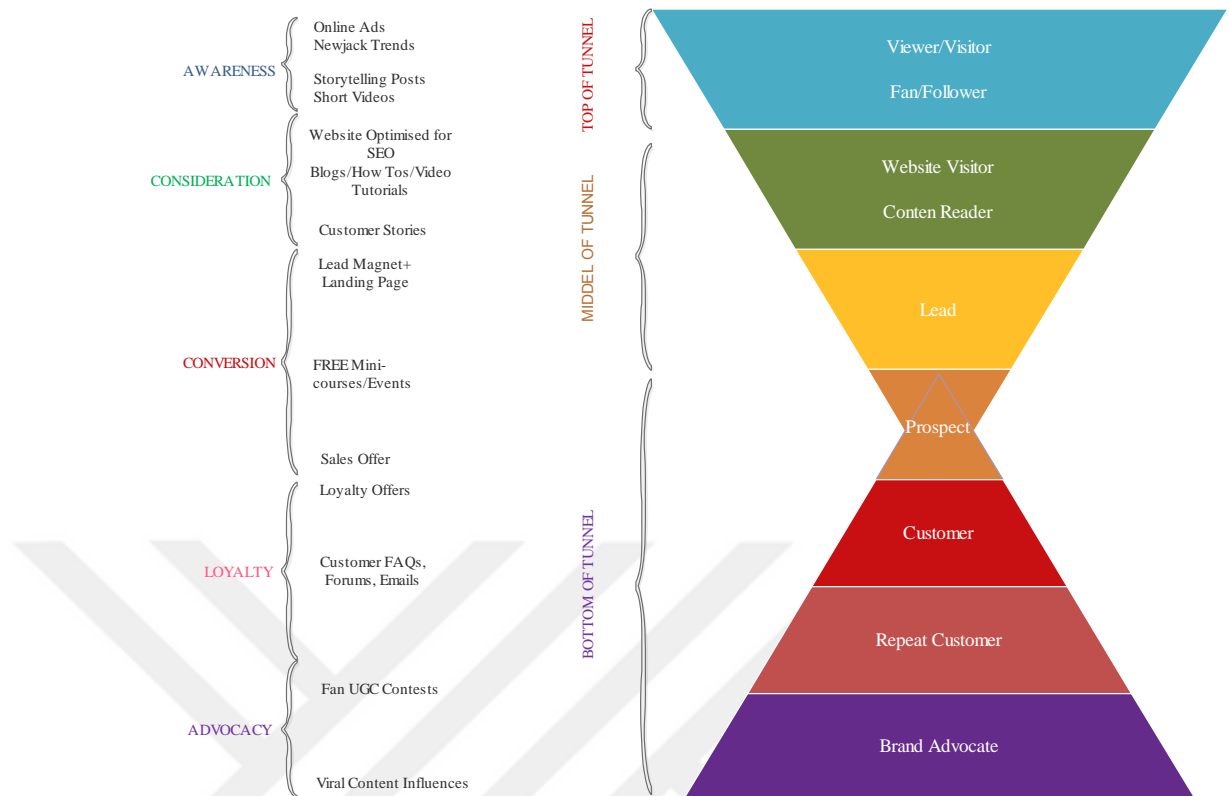 Online Ads
Newjack Trends
AWARENESS
Storytelling Posts
Short Videos
Website Optimised for
SEO
Blogs/How Tos/Video
Tutorials
CONSIDERATION
Customer Stories
Lead Magnet+
Landing Page
CONVERSION
FREE Mini-
courses/Events
Sales Offer
Loyalty Offers
LOYALTY
Customer FAQs,
Forums, Emails
Fan UGC Contests
ADVOCACY
Viral Content Influences
TOP OF TUNNEL
MIDDEL OF TUNNEL
BOTTOM OF TUNNEL
Viewer/Visitor
Fan/Follower
Website Visitor
Conten Reader
Lead
Prospect
Customer
Repeat Customer
Brand Advocate